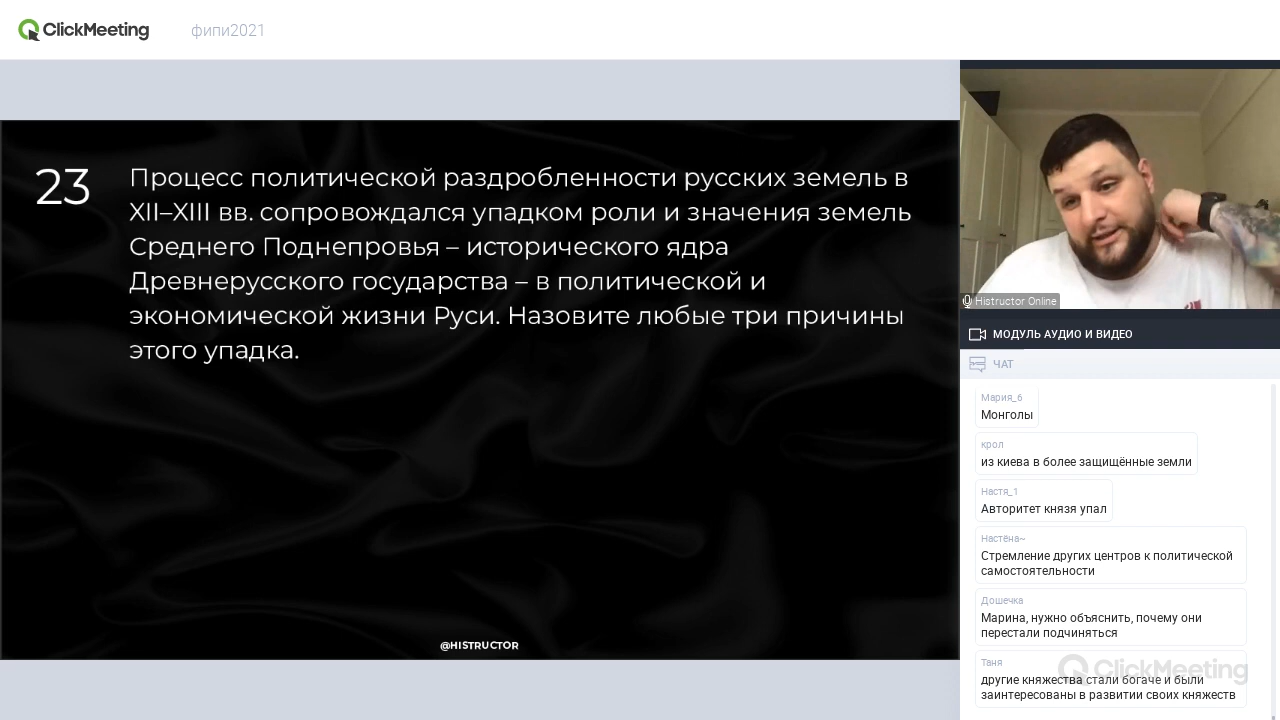 ClickMeeting
фипи2021
23
Процесс политической раздробленности русских земель в
XII–XIII вв. сопровождался упадком роли и значения земель
Среднего Поднепровья – исторического ядра
Древнерусского государства – в политической и
экономической жизни Руси. Назовите любые три причины
этого упадка.
@HISTRUCTOR
Histructor Online
МОДУЛЬ АУДИО И ВИДЕО
ЧАТ
Мария_6
Монголы
крол
из киева в более защищённые земли
Настя_1
Авторитет князя упал
Настёна~
Стремление других центров к политической
самостоятельности
Дошечка
Марина, нужно объяснить, почему они
перестали подчиняться
Таня
другие княжества стали богаче и были
заинтересованы в развитии своих княжеств
ClickMeeting